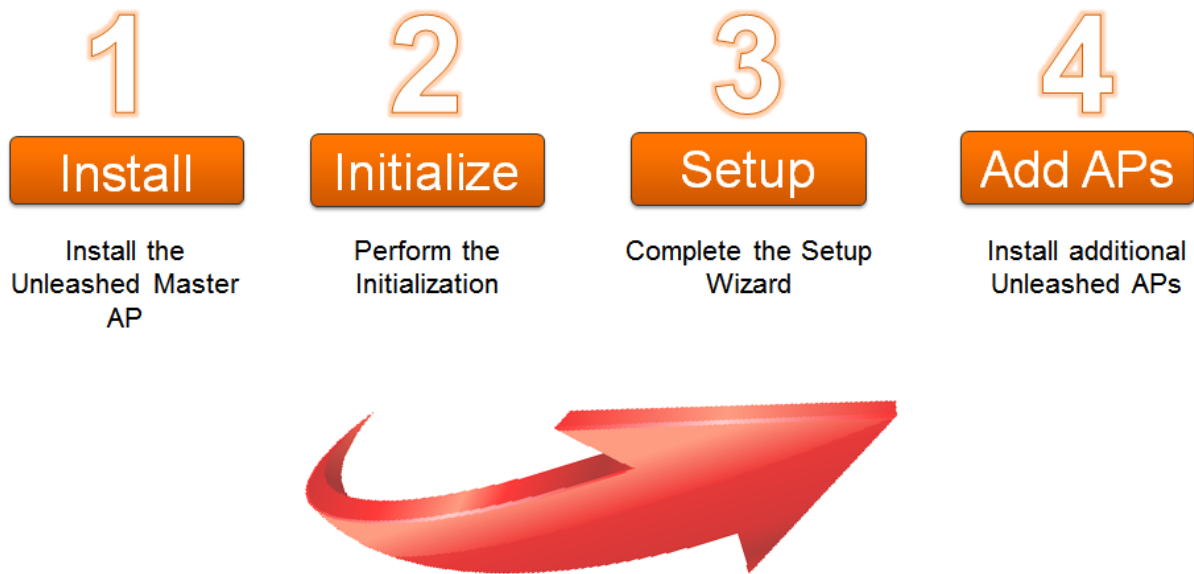 1
Install
Install the
Unleashed Master
AP
2
Initialize
Perform the
Initialization
3
Setup
Complete the Setup
Wizard
4
Add APs
Install additional
Unleashed APs